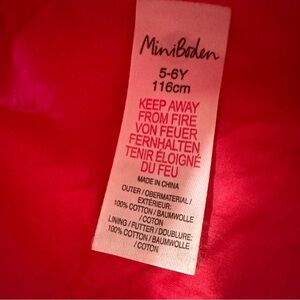 MiniBoden
5-6Y
116cm
KEEP AWAY
FROM FIRE
VON FEUER
FERNHALTEN
TENIR ÉLOIGNÉ
DU FEU
MADE IN CHINA
OUTER / OBERMATERIAL /
EXTÉRIEUR:
100% COTTON / BAUMWOLLE
/ COTON
LINING / FUTTER / DOUBLURE:
100% COTTON / BAUMWOLLE
/ COTON